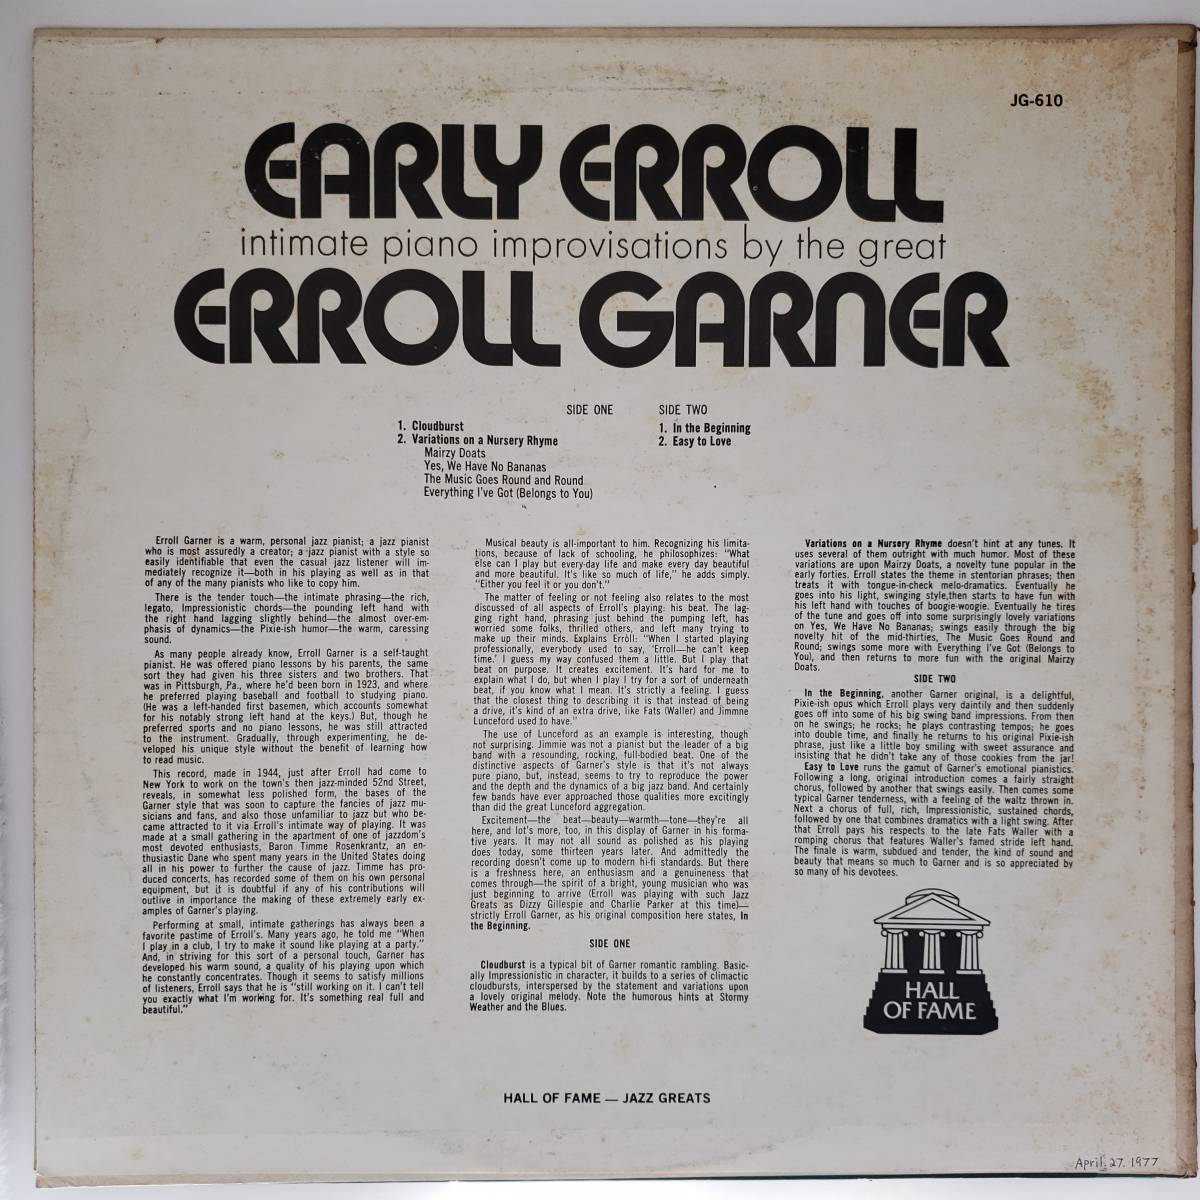 JG-610
EARLY ERROLL
intimate piano improvisations by the great
ERROLL GARNER
SIDE ONE
1. Cloudburst
2. Variations on a Nursery Rhyme
Mairzy Doats
Yes, We Have No Bananas
The Music Goes Round and Round
Everything I've Got (Belongs to You)
SIDE TWO
1. In the Beginning
2. Easy to Love
Erroll Garner is a warm, personal jazz pianist; a jazz pianist
who is most assuredly a creator; a jazz pianist with a style so
easily identifiable that even the casual jazz listener will im-
mediately recognize it—both in his playing as well as in that
of any of the many pianists who like to copy him.
There is the tender touch—the intimate phrasing—the rich,
legato, Impressionistic chords—the pounding left hand with
the right hand lagging slightly behind—the almost over-em-
phasis of dynamics—the Pixie-ish humor—the warm, caressing
sound.
As many people already know, Erroll Garner is a self-taught
pianist. He was offered piano lessons by his parents, the same
sort they had given his three sisters and two brothers. That
was in Pittsburgh, Pa., where he'd been born in 1923, and where
he preferred playing baseball and football to studying piano.
(He was a left-handed first basemen, which accounts somewhat
for his notably strong left hand at the keys.) But, though he
preferred sports and no piano lessons, he was still attracted
to the instrument. Gradually, through experimenting, he de-
veloped his unique style without the benefit of learning how
to read music.
This record, made in 1944, just after Erroll had come to
New York to work on the town's then jazz-minded 52nd Street,
reveals, in somewhat less polished form, the bases of the
Garner style that was soon to capture the fancies of jazz mu-
sicians and fans, and also those unfamiliar to jazz but who be-
came attracted to it via Erroll's intimate way of playing. It was
made at a small gathering in the apartment of one of jazzdom's
most devoted enthusiasts, Baron Timme Rosenkrantz, an en-
thusiastic Dane who spent many years in the United States doing
all in his power to further the cause of jazz. Timme has pro-
duced concerts, has recorded some of them on his own personal
equipment, but it is doubtful if any of his contributions will
outlive in importance the making of these extremely early ex-
amples of Garner's playing.
Performing at small, intimate gatherings has always been a
favorite pastime of Erroll's. Many years ago, he told me "When
I play in a club, I try to make it sound like playing at a party."
And, in striving for this sort of a personal touch, Garner has
developed his warm sound, a quality of his playing upon which
he constantly concentrates. Though it seems to satisfy millions
of listeners, Erroll says that he is "still working on it. I can't tell
you exactly what I'm working for. It's something real full and
beautiful."
Musical beauty is all-important to him. Recognizing his limita-
tions, because of lack of schooling, he philosophizes: "What
else can I play but every-day life and make every day beautiful
and more beautiful. It's like so much of life," he adds simply.
"Either you feel it or you don't."
The matter of feeling or not feeling also relates to the most
discussed of all aspects of Erroll's playing: his beat. The lag-
ging right hand, phrasing just behind the pumping left, has
worried some folks, thrilled others, and left many trying to
make up their minds. Explains Erroll: "When I started playing
professionally, everybody used to say, 'Erroll—he can't keep
time.' I guess my way confused them a little. But I play that
beat on purpose. It creates excitement. It's hard for me to
explain what I do, but when I play I try for a sort of underneath
beat, if you know what I mean. It's strictly a feeling. I guess
that the closest thing to describing it is that instead of being
a drive, it's kind of an extra drive, like Fats (Waller) and Jimmne
Lunceford used to have."
The use of Lunceford as an example is interesting, though
not surprising. Jimmie was not a pianist but the leader of a big
band with a resounding, rocking, full-bodied beat. One of the
distinctive aspects of Garner's style is that it's not always
pure piano, but, instead, seems to try to reproduce the power
and the depth and the dynamics of a big jazz band. And certainly
few bands have ever approached those qualities more excitingly
than did the great Lunceford aggregation.
Excitement—the beat—beauty—warmth—tone—they're all
here, and lot's more, too, in this display of Garner in his forma-
tive years. It may not all sound as polished as his playing
does today, some thirteen years later. And admittedly the
recording doesn't come up to modern hi-fi standards. But there
is a freshness here, an enthusiasm and a genuineness that
comes through—the spirit of a bright, young musician who was
just beginning to arrive (Erroll was playing with such Jazz
Greats as Dizzy Gillespie and Charlie Parker at this time)—
strictly Erroll Garner, as his original composition here states, In
the Beginning.
SIDE ONE
Cloudburst is a typical bit of Garner romantic rambling. Basic-
ally Impressionistic in character, it builds to a series of climactic
cloudbursts, interspersed by the statement and variations upon
a lovely original melody. Note the humorous hints at Stormy
Weather and the Blues.
Variations on a Nursery Rhyme doesn't hint at any tunes. It
uses several of them outright with much humor. Most of these
variations are upon Mairzy Doats, a novelty tune popular in the
early forties. Erroll states the theme in stentorian phrases; then
treats it with tongue-in-check melo-dramatics. Eventually he
goes into his light, swinging style,then starts to have fun with
his left hand with touches of boogie-woogie. Eventually he tires
of the tune and goes off into some surprisingly lovely variations
on Yes, We Have No Bananas; swings easily through the big
novelty hit of the mid-thirties, The Music Goes Round and
Round; swings some more with Everything I've Got (Belongs to
You), and then returns to more fun with the original Mairzy
Doats.
SIDE TWO
In the Beginning, another Garner original, is a delightful,
Pixie-ish opus which Erroll plays very daintily and then suddenly
goes off into some of his big swing band impressions. From then
on he swings; he rocks; he plays contrasting tempos; he goes
into double time, and finally he returns to his original Pixie-ish
phrase, just like a little boy smiling with sweet assurance and
insisting that he didn't take any of those cookies from the jar!
Easy to Love runs the gamut of Garner's emotional pianistics.
Following a long, original introduction comes a fairly straight
chorus, followed by another that swings easily. Then comes some
typical Garner tenderness, with a feeling of the waltz thrown in.
Next a chorus of full, rich, Impressionistic, sustained chords,
followed by one that combines dramatics with a light swing. After
that Erroll pays his respects to the late Fats Waller with a
romping chorus that features Waller's famed stride left hand.
The finale is warm, subdued and tender, the kind of sound and
beauty that means so much to Garner and is so appreciated by
so many of his devotees.
HALL
OF FAME
HALL OF FAME — JAZZ GREATS
April. 27. 1977